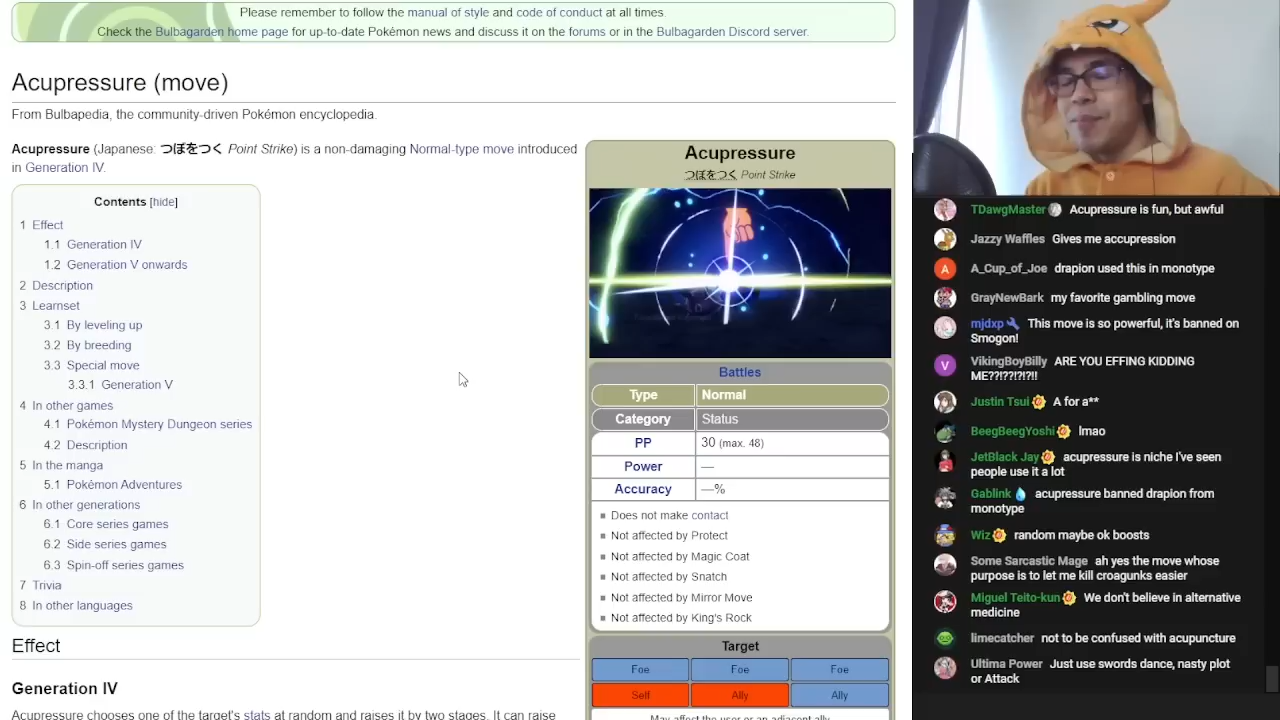 Please remember to follow the manual of style and code of conduct at all times.
Check the Bulbagarden home page for up-to-date Pokémon news and discuss it on the forums or in the Bulbagarden Discord server.
Acupressure (move)
From Bulbapedia, the community-driven Pokémon encyclopedia.
Acupressure (Japanese: つぼをつく Point Strike) is a non-damaging Normal-type move introduced
in Generation IV.
Contents [hide]
1 Effect
1.1 Generation IV
1.2 Generation V onwards
2 Description
3 Learnset
3.1 By leveling up
3.2 By breeding
3.3 Special move
3.3.1 Generation V
4 In other games
4.1 Pokémon Mystery Dungeon series
4.2 Description
5 In the manga
5.1 Pokémon Adventures
6 In other generations
6.1 Core series games
6.2 Side series games
6.3 Spin-off series games
7 Trivia
8 In other languages
Effect
Generation IV
Acupressure chooses one of the target's stats at random and raises it by two stages. It can raise
Acupressure
つぼをつく Point Strike
Battles
Type Normal
Category Status
PP 30 (max. 48)
Power —
Accuracy —%
Does not make contact
Not affected by Protect
Not affected by Magic Coat
Not affected by Snatch
Not affected by Mirror Move
Not affected by King's Rock
Target
Foe Foe Foe
Self Ally Ally
May affect the user or an adjacent ally
TDawgMaster Acupressure is fun, but awful
Jazzy Waffles Gives me accupression
A_Cup_of_Joe drapion used this in monotype
GrayNewBark my favorite gambling move
mjdxp This move is so powerful, it's banned on
Smogon!
VikingBoyBilly ARE YOU EFFING KIDDING
ME??!??!?!?!!
Justin Tsui A for a**
BeegBeegYoshi lmao
JetBlack Jay acupressure is niche I've seen
people use it a lot
Gablink acupressure banned drapion from
monotype
Wiz random maybe ok boosts
Some Sarcastic Mage ah yes the move whose
purpose is to let me kill croagunks easier
Miguel Teito-kun We don't believe in alternative
medicine
limecatcher not to be confused with acupuncture
Ultima Power Just use swords dance, nasty plot
or Attack